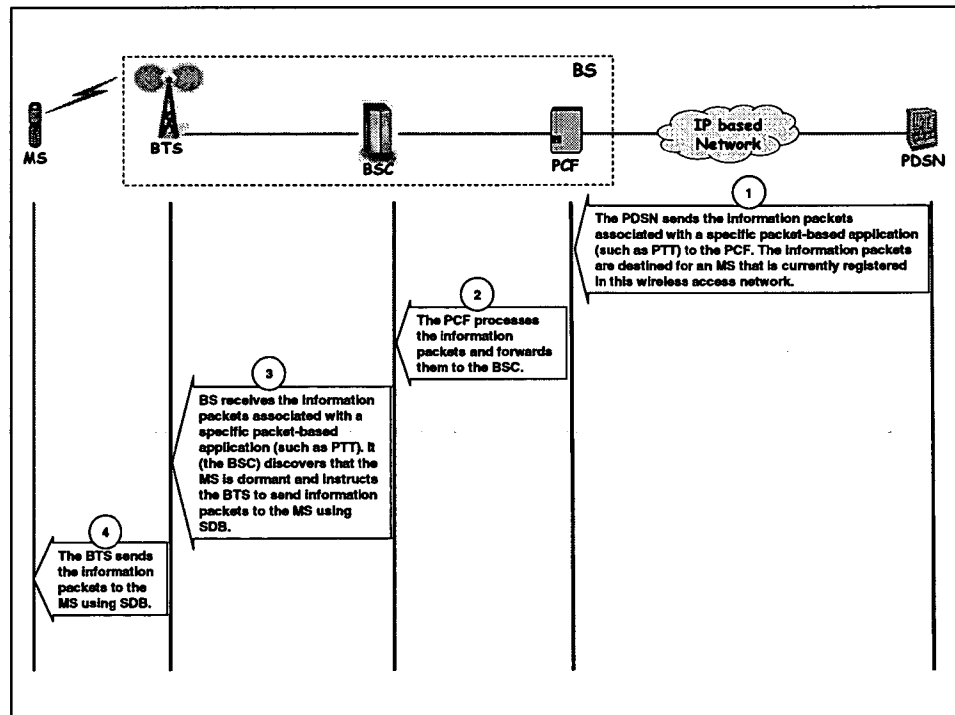 BS
MS
BTS
BSC
PCF
IP based
Network
PDSN
1
The PDSN sends the information packets
associated with a specific packet-based application
(such as PTT) to the PCF. The information packets
are destined for an MS that is currently registered
in this wireless access network.
2
The PCF processes
the information
packets and forwards
them to the BSC.
3
BS receives the information
packets associated with a
specific packet-based
application (such as PTT). It
(the BSC) discovers that the
MS is dormant and instructs
the BTS to send information
packets to the MS using
SDB.
4
The BTS sends
the information
packets to the
MS using SDB.